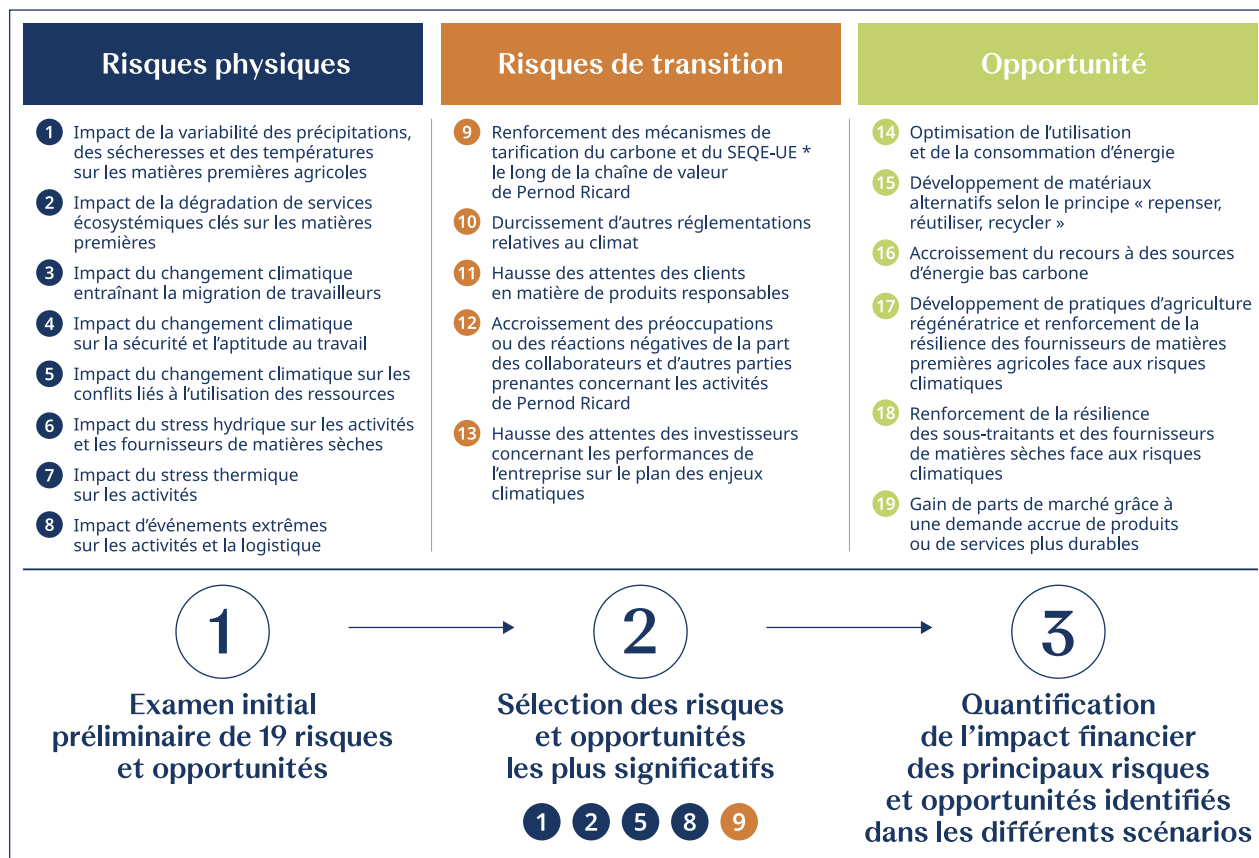 Risques physiques
1 Impact de la variabilité des précipitations,
des sécheresses et des températures
sur les matières premières agricoles
2 Impact de la dégradation de services
écosystémiques clés sur les matières
premières
3 Impact du changement climatique
entraînant la migration de travailleurs
4 Impact du changement climatique
sur la sécurité et l'aptitude au travail
5 Impact du changement climatique sur les
conflits liés à l'utilisation des ressources
6 Impact du stress hydrique sur les activités
et les fournisseurs de matières sèches
7 Impact du stress thermique
sur les activités
8 Impact d'événements extrêmes
sur les activités et la logistique
Risques de transition
9 Renforcement des mécanismes de
tarification du carbone et du SEQE-UE *
le long de la chaîne de valeur
de Pernod Ricard
10 Durcissement d'autres réglementations
relatives au climat
11 Hausse des attentes des clients
en matière de produits responsables
12 Accroissement des préoccupations
ou des réactions négatives de la part
des collaborateurs et d'autres parties
prenantes concernant les activités
de Pernod Ricard
13 Hausse des attentes des investisseurs
concernant les performances de
l'entreprise sur le plan des enjeux
climatiques
Opportunité
14 Optimisation de l'utilisation
et de la consommation d'énergie
15 Développement de matériaux
alternatifs selon le principe « repenser,
réutiliser, recycler »
16 Accroissement du recours à des sources
d'énergie bas carbone
17 Développement de pratiques d'agriculture
régénératrice et renforcement de la
résilience des fournisseurs de matières
premières agricoles face aux risques
climatiques
18 Renforcement de la résilience
des sous-traitants et des fournisseurs
de matières sèches face aux risques
climatiques
19 Gain de parts de marché grâce à
une demande accrue de produits
ou de services plus durables
1
Examen initial
préliminaire de 19 risques
et opportunités
2
Sélection des risques
et opportunités
les plus significatifs
1 2 5 8 9
3
Quantification
de l'impact financier
des principaux risques
et opportunités identifiés
dans les différents scénarios